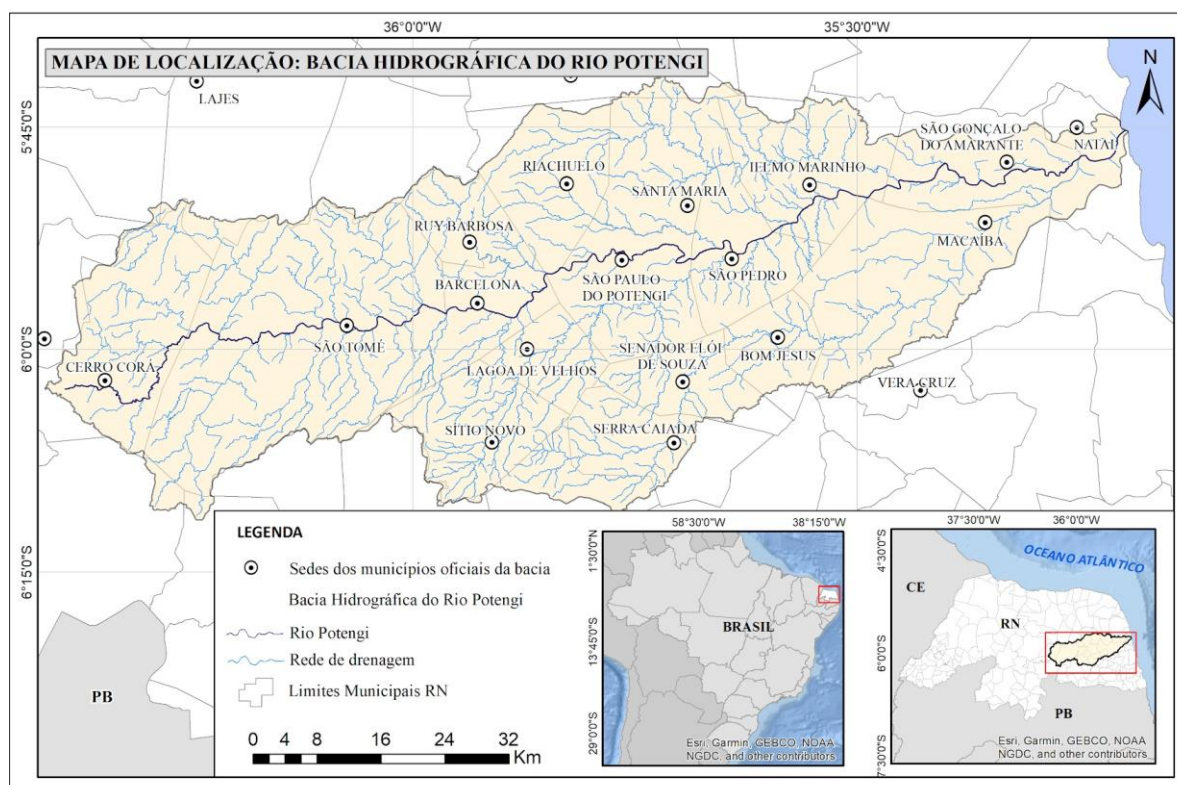 36°0'0"W
35°30'0"W
MAPA DE LOCALIZAÇÃO: BACIA HIDROGRÁFICA DO RIO POTENGI
N
LAJES
5°45'0"S
SÃO GONÇALO
DO AMARANTE
NATAL
RIACHUELO
IELMO MARINHO
SANTA MARIA
RUY BARBOSA
MACAÍBA
BARCELONA
SÃO PAULO
DO POTENGI
SÃO PEDRO
SÃO TOMÉ
6°0'0"S
CERRO CORÁ
LAGOA DE VELHOS
SENADOR ELÓI
DE SOUZA
BOM JESUS
VERA CRUZ
SÍTIO NOVO
SERRA CAIADA
6°15'0"S
PB
LEGENDA
Sedes dos municípios oficiais da bacia
Bacia Hidrográfica do Rio Potengi
Rio Potengi
Rede de drenagem
Limites Municipais RN
0 2 4 8 16 24 32
Km
58°30'0"W
38°15'0"W
1°30'0"N
13°45'0"S
29°0'0"S
BRASIL
Esri, Garmin, GEBCO, NOAA
NGDC, and other contributors
37°30'0"W
36°0'0"W
4°30'0"S
6°0'0"S
7°30'0"S
OCEANO ATLÂNTICO
CE
RN
PB
Esri, Garmin, GEBCO, NOAA
NGDC, and other contributors